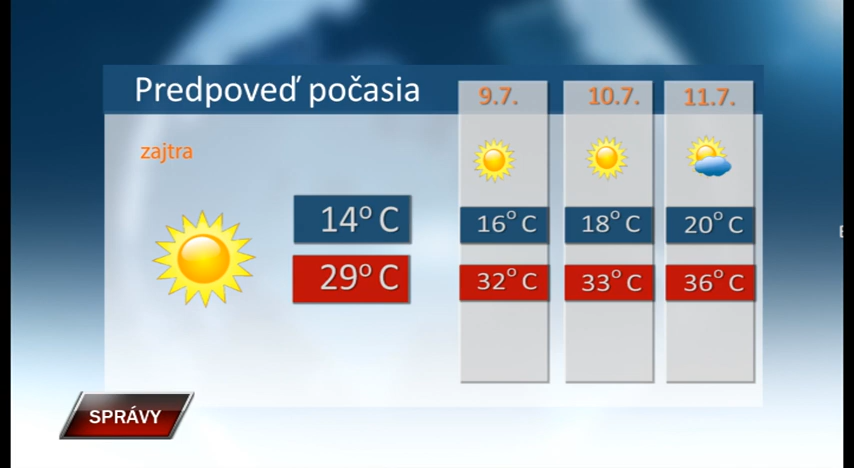 Predpoveď počasia
zajtra
14° C
29° C
9.7.
16° C
32° C
10.7.
18° C
33° C
11.7.
20° C
36° C
SPRÁVY